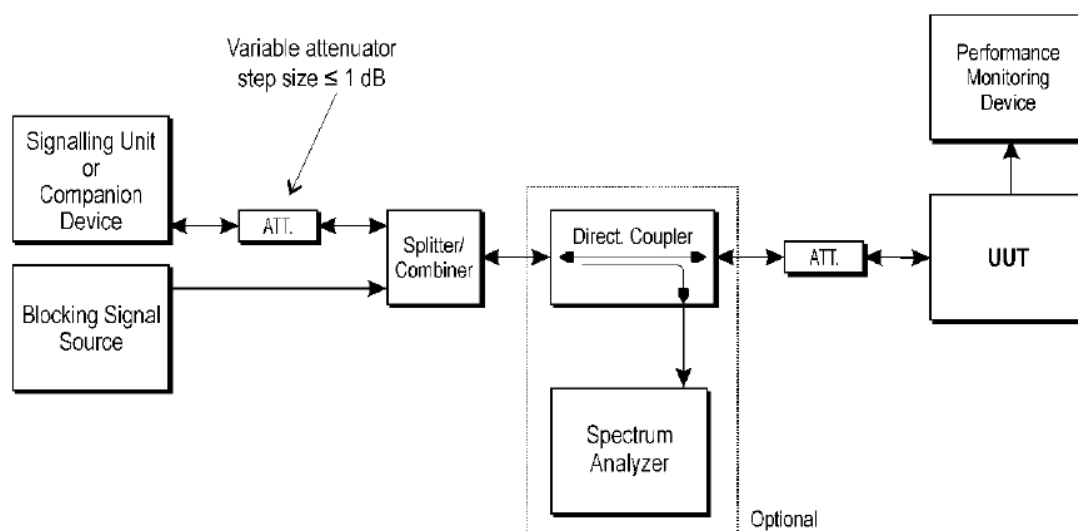 Variable attenuator
step size ≤ 1 dB
Performance
Monitoring
Device
Signalling Unit
or
Companion
Device
ATT.
Splitter/
Combiner
Direct. Coupler
ATT.
UUT
Blocking Signal
Source
Spectrum
Analyzer
Optional